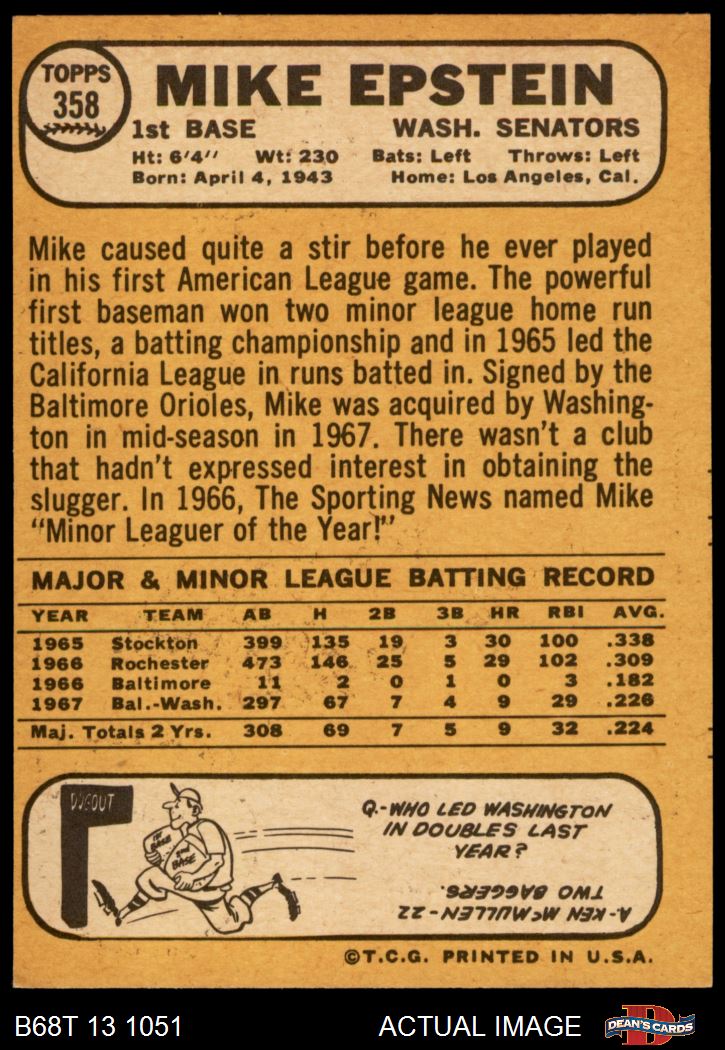 TOPPS
358
MIKE EPSTEIN
1st BASE WASH. SENATORS
Ht: 6'4'' Wt: 230 Bats: Left Throws: Left
Born: April 4, 1943 Home: Los Angeles, Cal.
Mike caused quite a stir before he ever played
in his first American League game. The powerful
first baseman won two minor league home run
titles, a batting championship and in 1965 led the
California League in runs batted in. Signed by the
Baltimore Orioles, Mike was acquired by Washing-
ton in mid-season in 1967. There wasn't a club
that hadn't expressed interest in obtaining the
slugger. In 1966, The Sporting News named Mike
"Minor Leaguer of the Year!"
MAJOR & MINOR LEAGUE BATTING RECORD
YEAR TEAM AB H 2B 3B HR RBI AVG.
1965 Stockton 399 135 19 3 30 100 .338
1966 Rochester 473 146 25 5 29 102 .309
1966 Baltimore 11 2 0 1 0 3 .182
1967 Bal.-Wash. 297 67 7 4 9 29 .226
Maj. Totals 2 Yrs. 308 69 7 5 9 32 .224
DUGOUT
1ST BASE
2ND BASE
Q.-WHO LED WASHINGTON
IN DOUBLES LAST
YEAR?
A-KEN McMULLEN-22
TWO BAGGERS.
©T.C.G. PRINTED IN U.S.A.
B68T 13 1051 ACTUAL IMAGE
D
DEAN'S CARDS